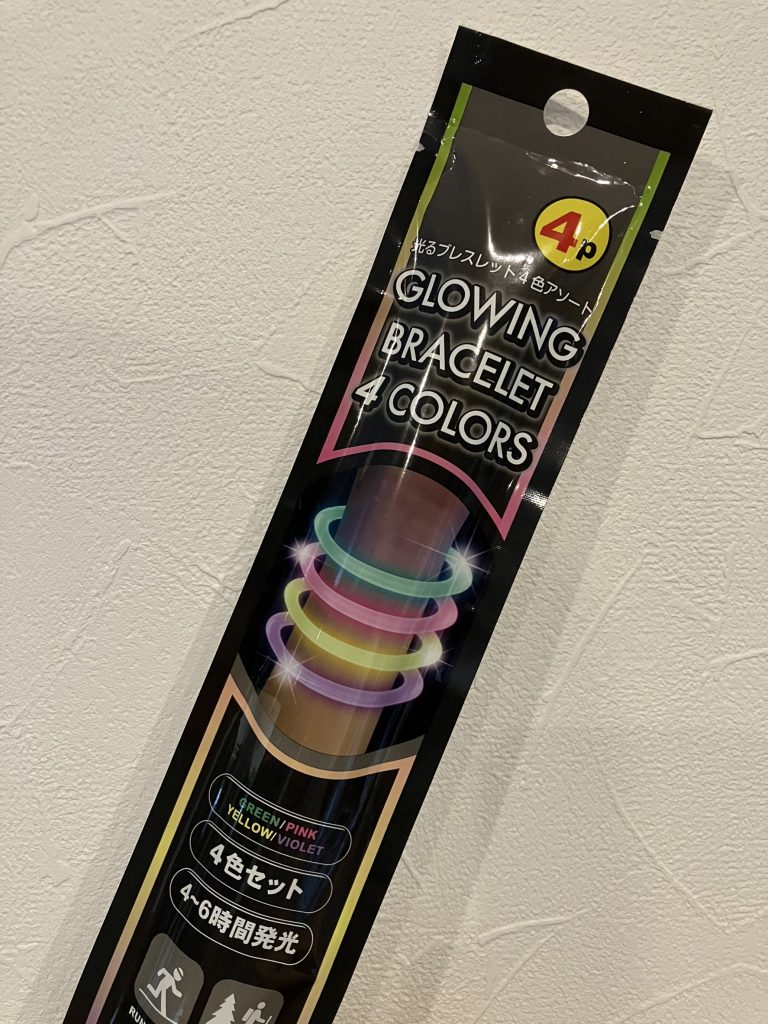 4p
光るブレスレット4色アソート
GLOWING
BRACELET
4 COLORS
GREEN/PINK
YELLOW/VIOLET
4色セット
4~6時間発光